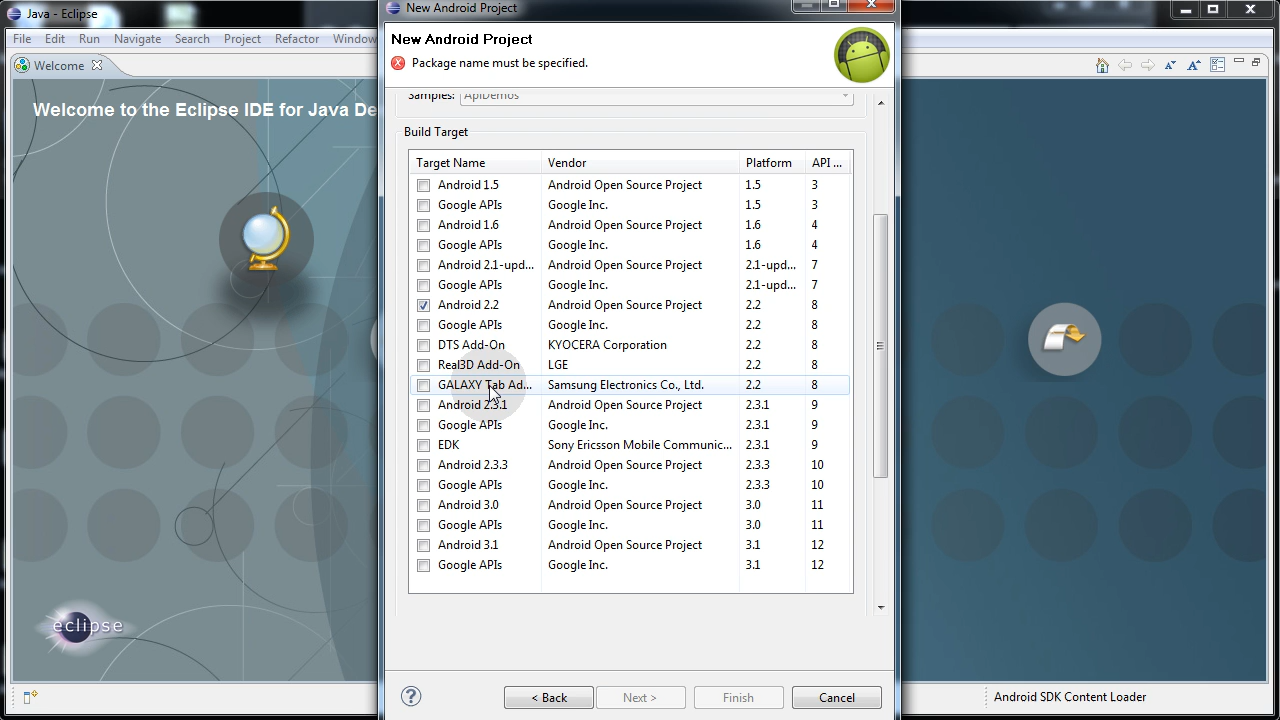 Java - Eclipse
New Android Project
File Edit Run Navigate Search Project Refactor Window
New Android Project
Package name must be specified.
Welcome
Welcome to the Eclipse IDE for Java De
Samples: ApiDemos
Build Target
Target Name Vendor Platform API ...
Android 1.5 Android Open Source Project 1.5 3
Google APIs Google Inc. 1.5 3
Android 1.6 Android Open Source Project 1.6 4
Google APIs Google Inc. 1.6 4
Android 2.1-upd... Android Open Source Project 2.1-upd... 7
Google APIs Google Inc. 2.1-upd... 7
Android 2.2 Android Open Source Project 2.2 8
Google APIs Google Inc. 2.2 8
DTS Add-On KYOCERA Corporation 2.2 8
Real3D Add-On LGE 2.2 8
GALAXY Tab Ad... Samsung Electronics Co., Ltd. 2.2 8
Android 2.3.1 Android Open Source Project 2.3.1 9
Google APIs Google Inc. 2.3.1 9
EDK Sony Ericsson Mobile Communic... 2.3.1 9
Android 2.3.3 Android Open Source Project 2.3.3 10
Google APIs Google Inc. 2.3.3 10
Android 3.0 Android Open Source Project 3.0 11
Google APIs Google Inc. 3.0 11
Android 3.1 Android Open Source Project 3.1 12
Google APIs Google Inc. 3.1 12
eclipse
< Back Next > Finish Cancel
Android SDK Content Loader